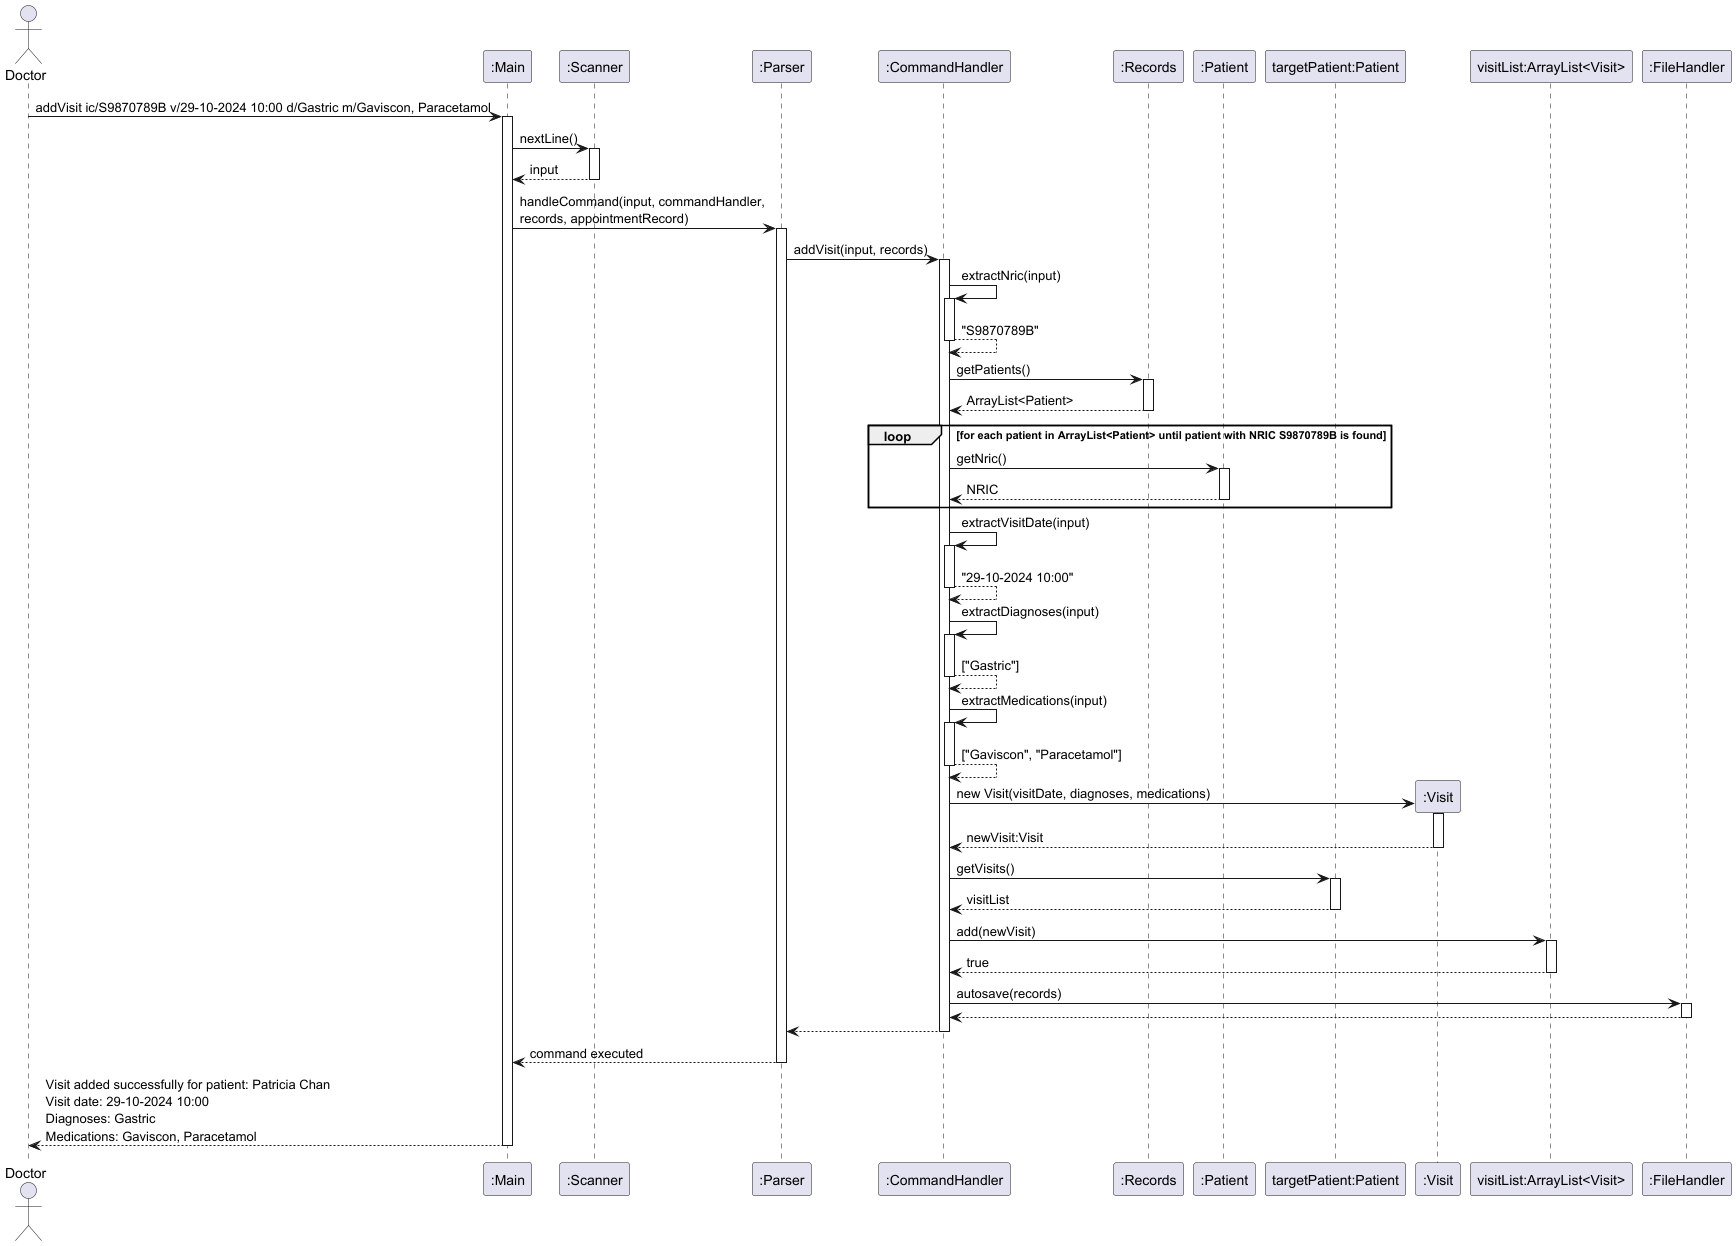 Doctor
:Main
:Scanner
:Parser
:CommandHandler
:Records
:Patient
targetPatient:Patient
visitList:ArrayList<Visit>
:FileHandler
addVisit ic/S9870789B v/29-10-2024 10:00 d/Gastric m/Gaviscon, Paracetamol
nextLine()
input
handleCommand(input, commandHandler,
records, appointmentRecord)
addVisit(input, records)
extractNric(input)
"S9870789B"
getPatients()
ArrayList<Patient>
loop
[for each patient in ArrayList<Patient> until patient with NRIC S9870789B is found]
getNric()
NRIC
extractVisitDate(input)
"29-10-2024 10:00"
extractDiagnoses(input)
["Gastric"]
extractMedications(input)
["Gaviscon", "Paracetamol"]
new Visit(visitDate, diagnoses, medications)
:Visit
newVisit:Visit
getVisits()
visitList
add(newVisit)
true
autosave(records)
command executed
Visit added successfully for patient: Patricia Chan
Visit date: 29-10-2024 10:00
Diagnoses: Gastric
Medications: Gaviscon, Paracetamol
Doctor
:Main
:Scanner
:Parser
:CommandHandler
:Records
:Patient
targetPatient:Patient
:Visit
visitList:ArrayList<Visit>
:FileHandler